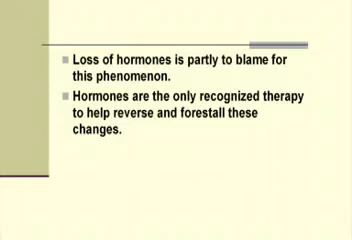 Loss of hormones is partly to blame for
this phenomenon.
Hormones are the only recognized therapy
to help reverse and forestall these
changes.